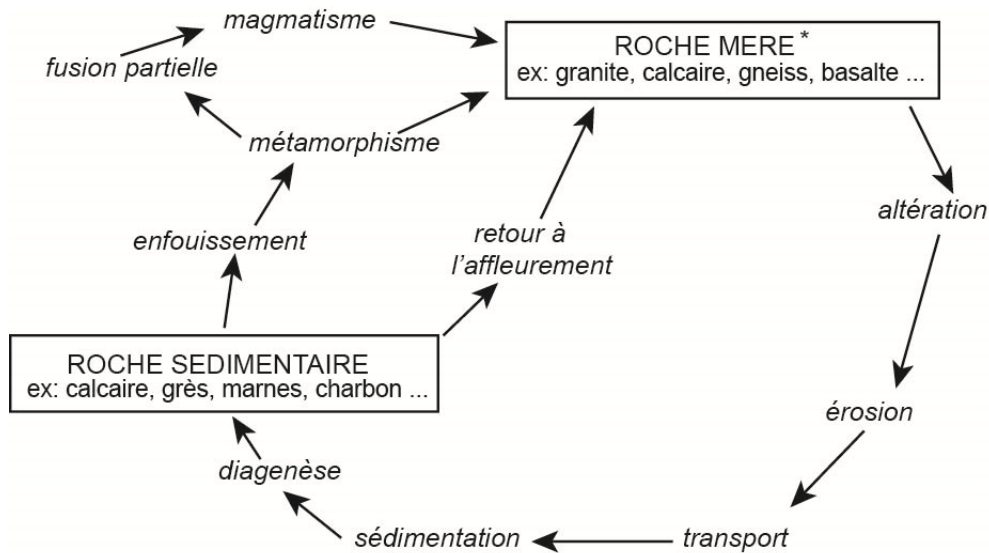 magmatisme
ROCHE MERE*
ex: granite, calcaire, gneiss, basalte ...
fusion partielle
métamorphisme
altération
enfouissement
retour à
l'affleurement
ROCHE SEDIMENTAIRE
ex: calcaire, grès, marnes, charbon ...
érosion
diagenèse
sédimentation
transport